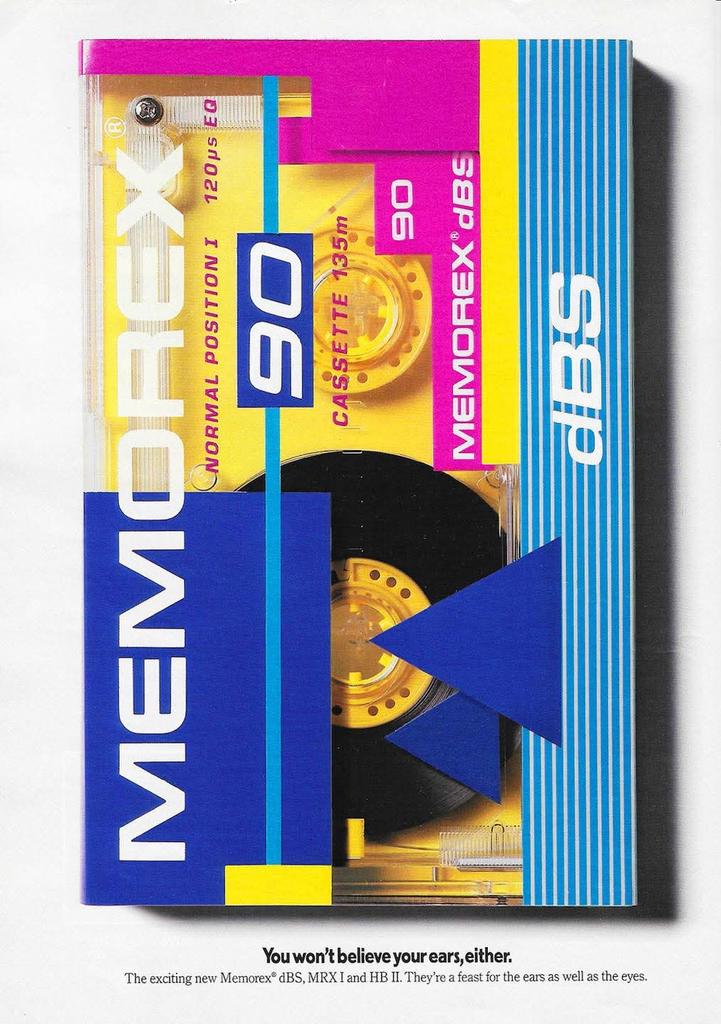 MEMOREX®
NORMAL POSITION I 120μs EQ
90
CASSETTE 135m
90
MEMOREX® dBS
dBS
You won't believe your ears, either.
The exciting new Memorex® dBS, MRX I and HB II. They're a feast for the ears as well as the eyes.